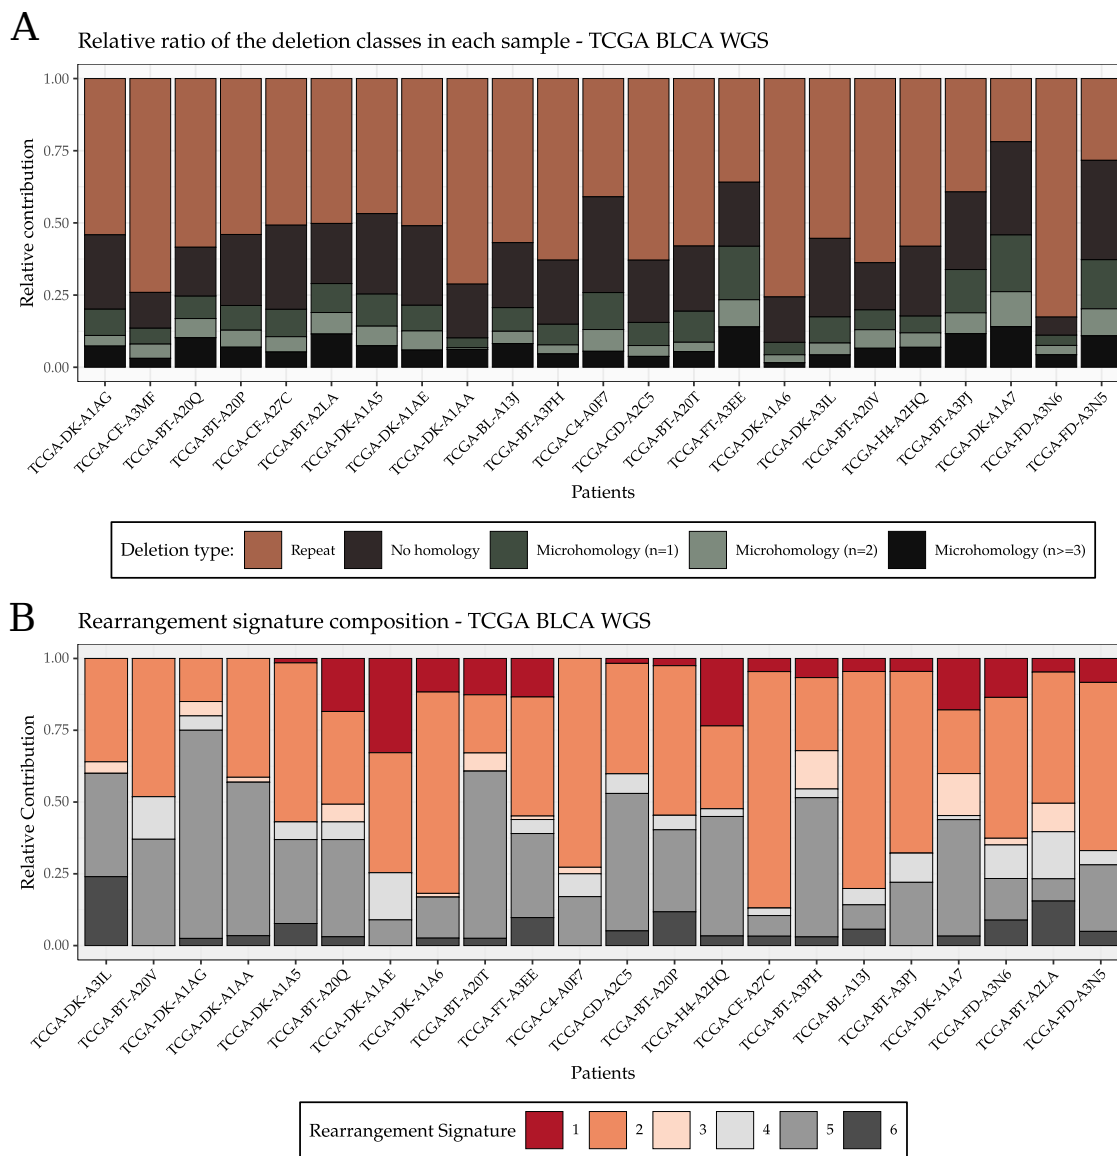 A
Relative ratio of the deletion classes in each sample - TCGA BLCA WGS
Relative contribution
1.00
0.75
0.50
0.25
0.00
TCGA-DK-A1AG
TCGA-CF-A3MF
TCGA-BT-A20Q
TCGA-BT-A20P
TCGA-CF-A27C
TCGA-BT-A2LA
TCGA-DK-A1A5
TCGA-DK-A1AE
TCGA-DK-A1AA
TCGA-BL-A13J
TCGA-BT-A3PH
TCGA-C4-A0F7
TCGA-GD-A2C5
TCGA-BT-A20T
TCGA-FT-A3EE
TCGA-DK-A1A6
TCGA-DK-A3IL
TCGA-BT-A20V
TCGA-H4-A2HQ
TCGA-BT-A3PJ
TCGA-DK-A1A7
TCGA-FD-A3N6
TCGA-FD-A3N5
Patients
Deletion type: Repeat No homology Microhomology (n=1) Microhomology (n=2) Microhomology (n>=3)
B
Rearrangement signature composition - TCGA BLCA WGS
Relative Contribution
1.00
0.75
0.50
0.25
0.00
TCGA-DK-A3IL
TCGA-BT-A20V
TCGA-DK-A1AG
TCGA-DK-A1AA
TCGA-DK-A1A5
TCGA-BT-A20Q
TCGA-DK-A1AE
TCGA-DK-A1A6
TCGA-BT-A20T
TCGA-FT-A3EE
TCGA-C4-A0F7
TCGA-GD-A2C5
TCGA-BT-A20P
TCGA-H4-A2HQ
TCGA-CF-A27C
TCGA-BT-A3PH
TCGA-BL-A13J
TCGA-BT-A3PJ
TCGA-DK-A1A7
TCGA-FD-A3N6
TCGA-BT-A2LA
TCGA-FD-A3N5
Patients
Rearrangement Signature 1 2 3 4 5 6